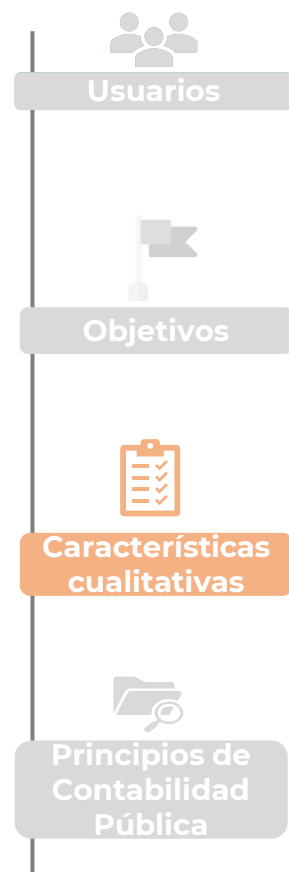 Usuarios
Objetivos
Características
cualitativas
Principios de
Contabilidad
Pública